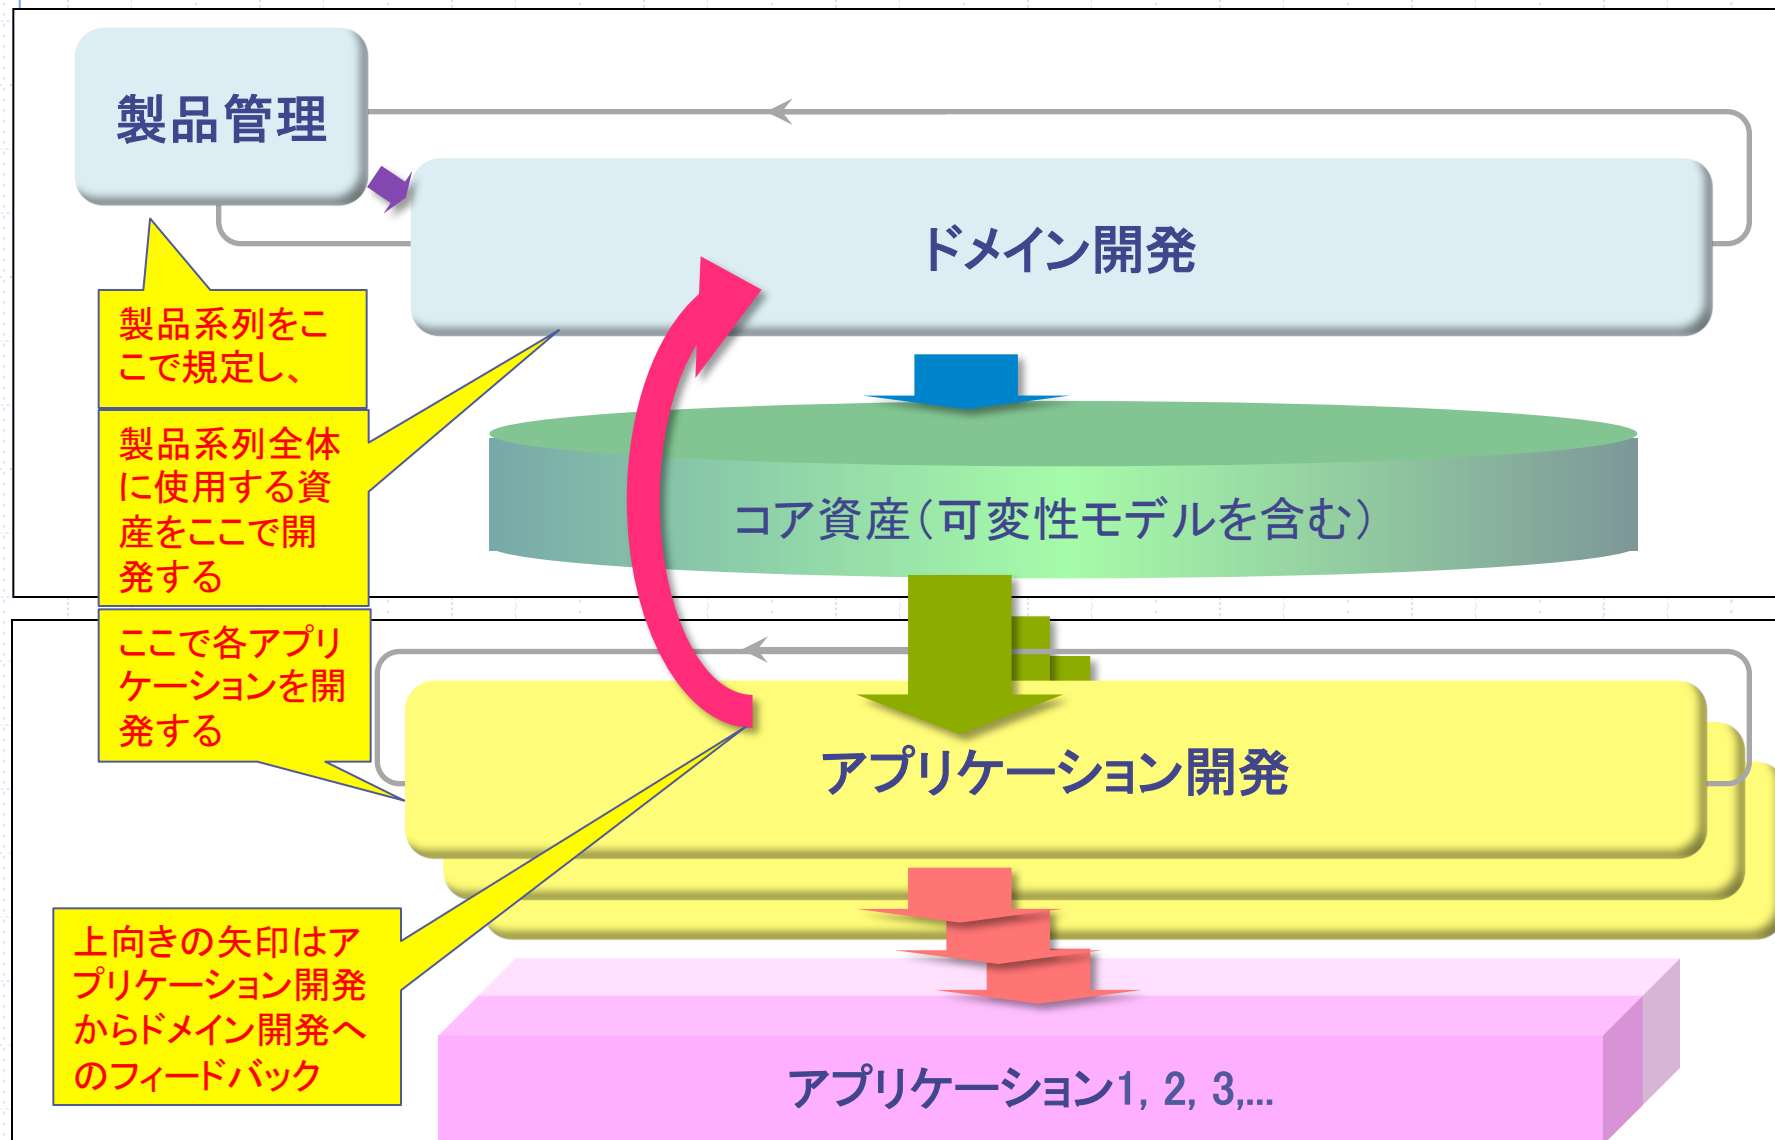 製品管理
ドメイン開発
製品系列をこ
こで規定し、
製品系列全体
に使用する資
産をここで開
発する
コア資産（可変性モデルを含む）
ここで各アプリ
ケーションを開
発する
アプリケーション開発
上向きの矢印はア
プリケーション開発
からドメイン開発へ
のフィードバック
アプリケーション1, 2, 3,...